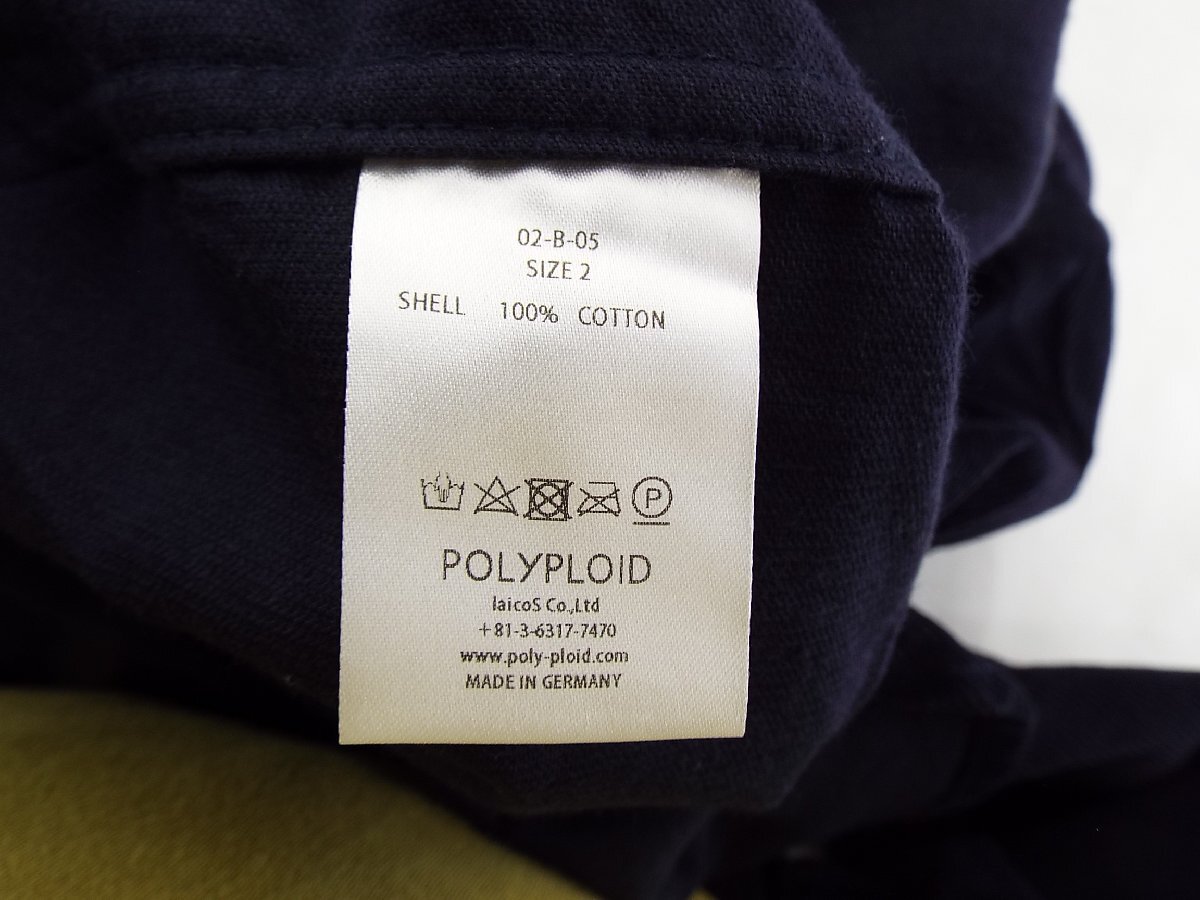 02-B-05
SIZE 2
SHELL 100% COTTON
P
POLYPLOID
laicoS Co.,Ltd
+81-3-6317-7470
www.poly-ploid.com
MADE IN GERMANY